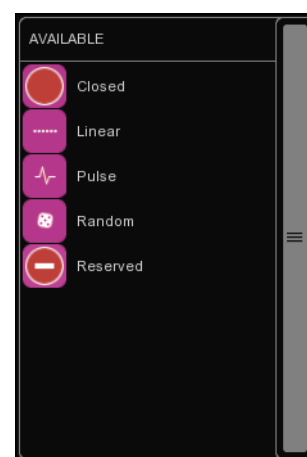 AVAILABLE
Closed
Linear
Pulse
Random
Reserved